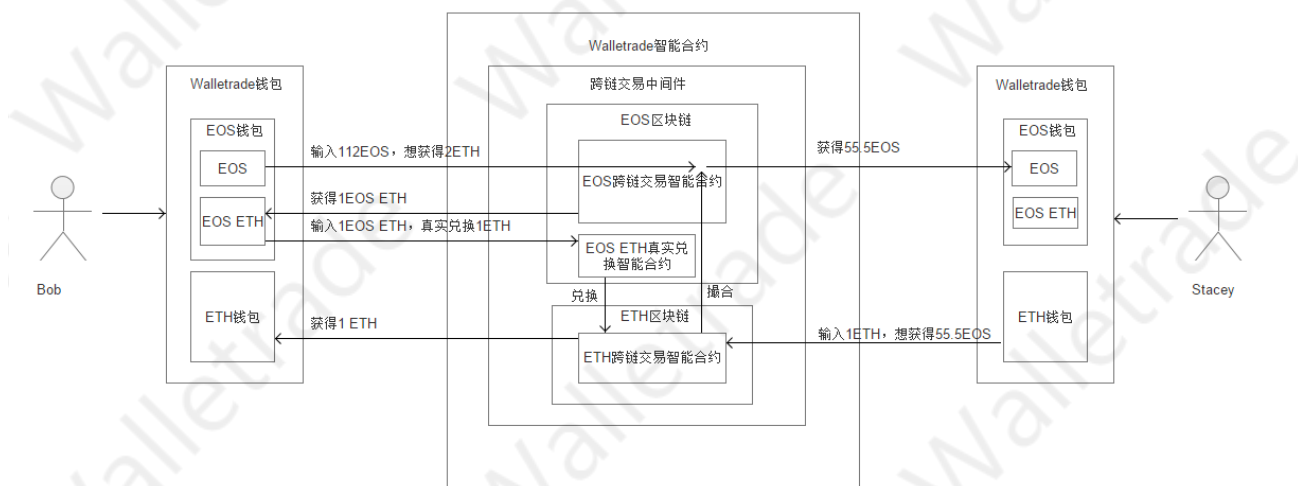 Walletrade智能合约
Walletrade钱包
跨链交易中间件
Walletrade钱包
EOS钱包
EOS区块链
EOS钱包
EOS
输入112EOS，想获得2ETH
获得55.5EOS
EOS
EOS跨链交易智能合约
获得1EOS ETH
EOS ETH
EOS ETH
输入1EOS ETH，真实兑换1ETH
EOS ETH真实兑
换智能合约
Bob
兑换
撮合
Stacey
ETH钱包
获得1 ETH
ETH区块链
ETH跨链交易智能合约
输入1ETH，想获得55.5EOS
ETH钱包
Walletrade
Walletrade
Walletrade
Walletrade
Walletrade
Walletrade
Walletrade
Walletrade